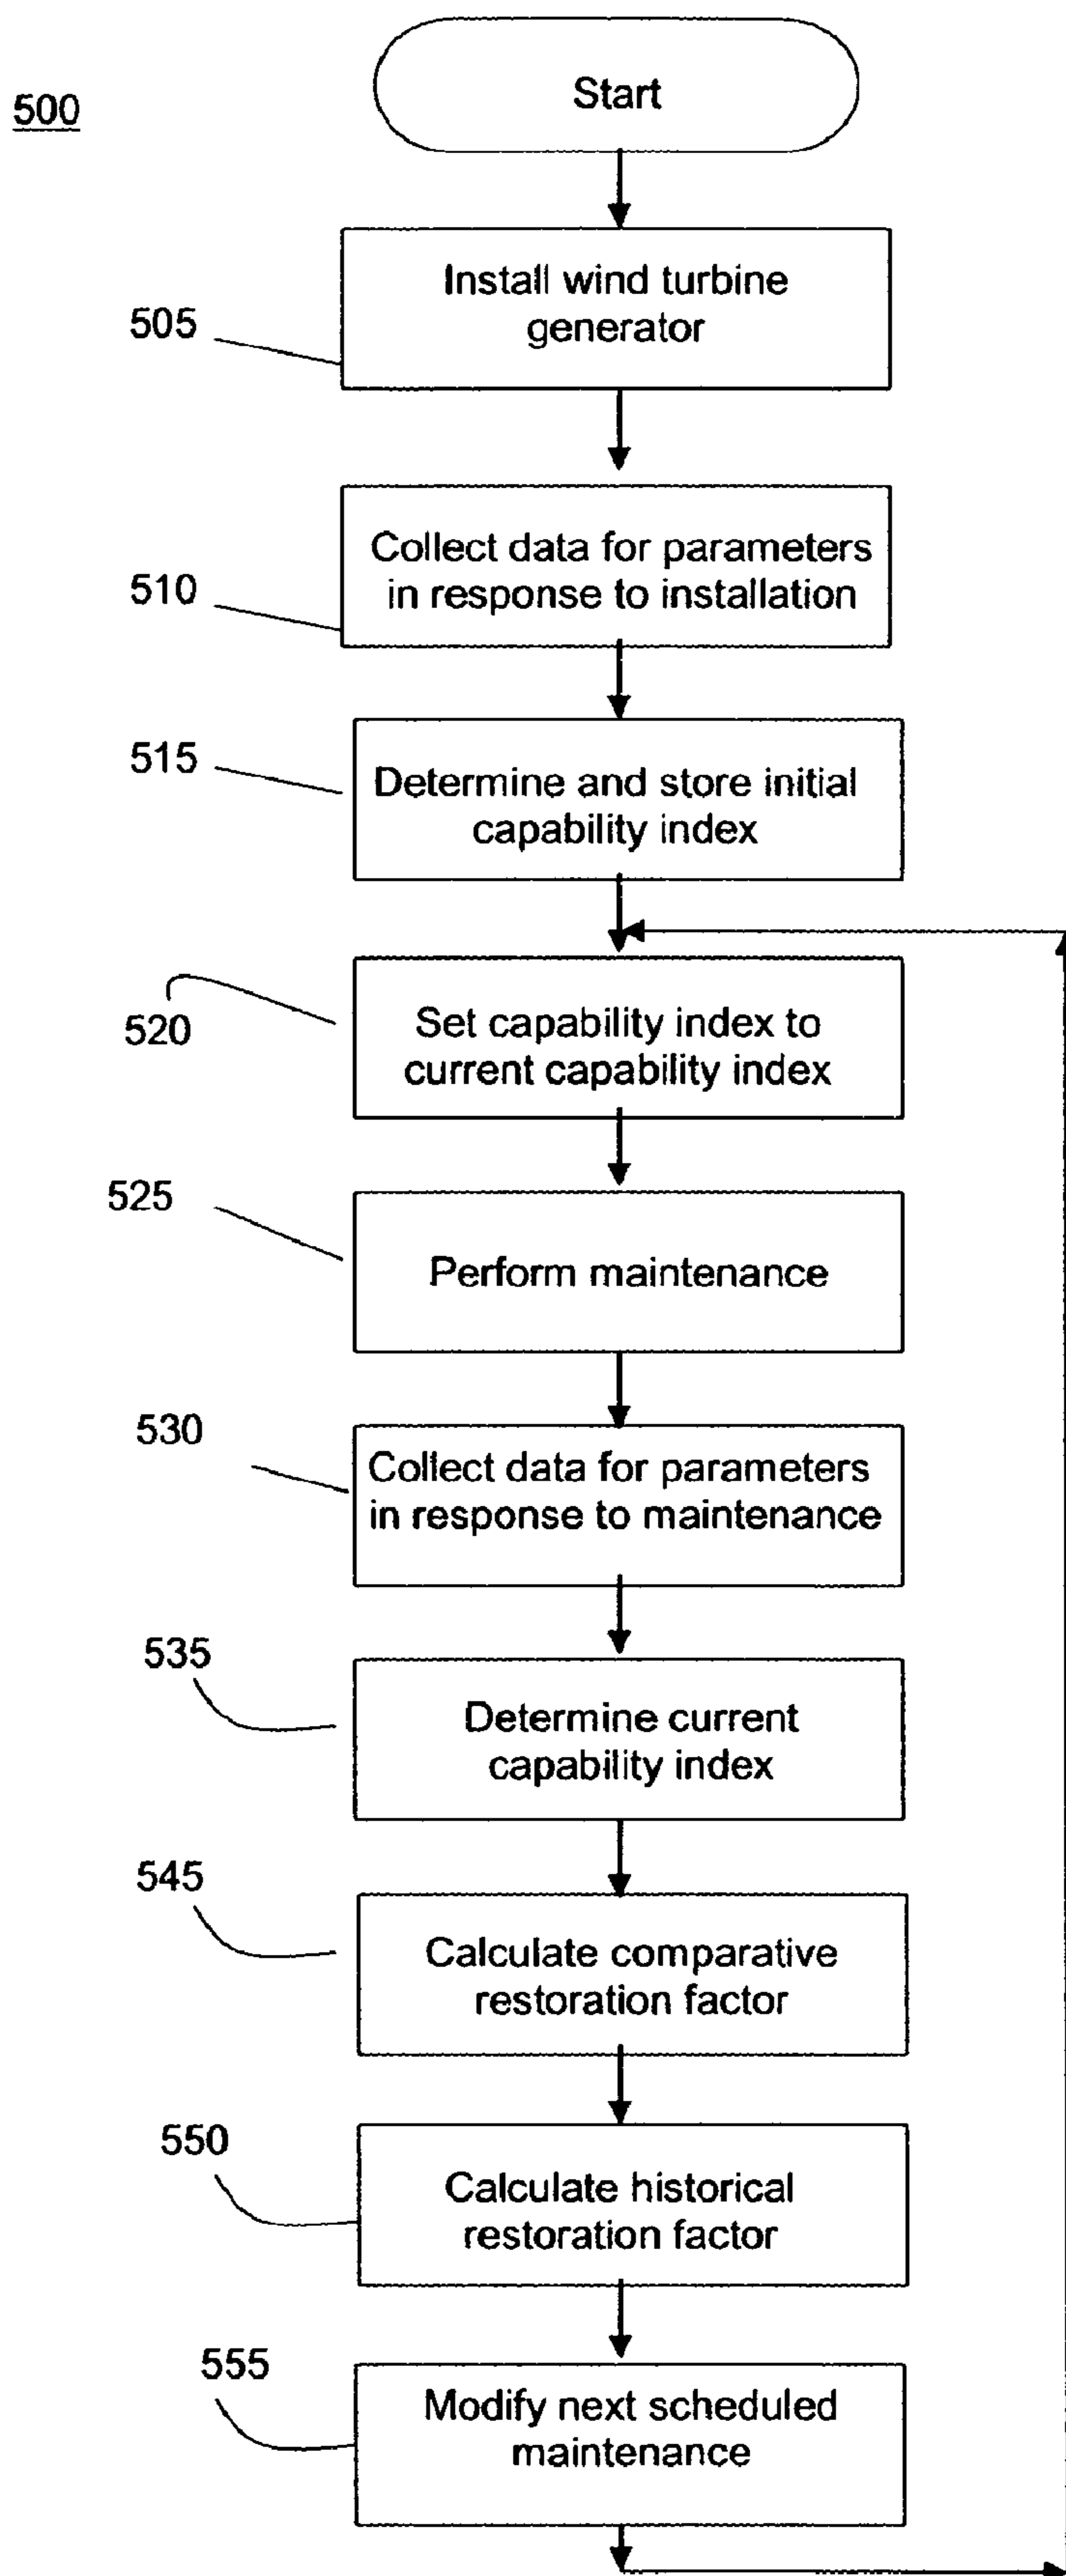 500
Start
505
Install wind turbine
generator
510
Collect data for parameters
in response to installation
515
Determine and store initial
capability index
520
Set capability index to
current capability index
525
Perform maintenance
530
Collect data for parameters
in response to maintenance
535
Determine current
capability index
545
Calculate comparative
restoration factor
550
Calculate historical
restoration factor
555
Modify next scheduled
maintenance